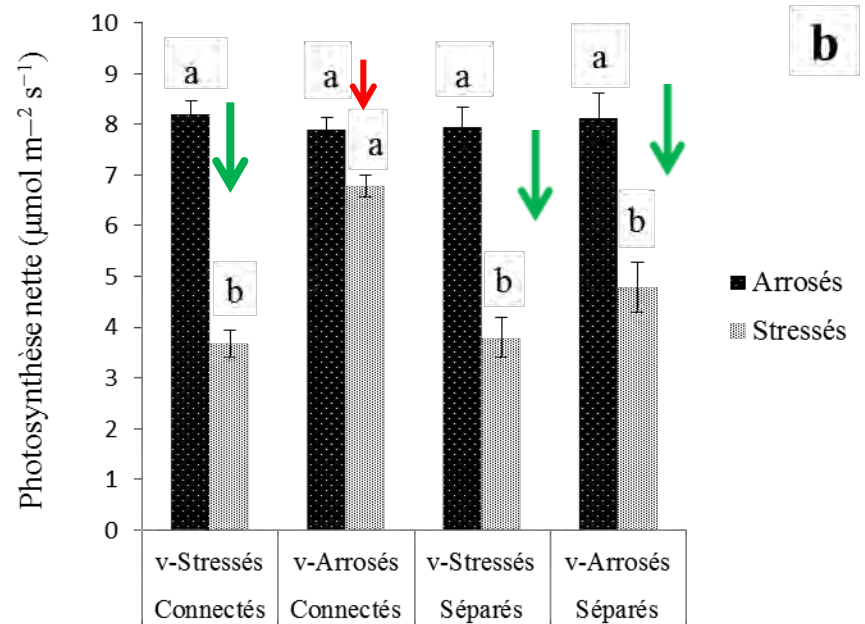 b
Photosynthèse nette (µmol m−2 s−1)
10
9
8
7
6
5
4
3
2
1
0
a
b
a
a
a
b
a
b
Arrosés
Stressés
v-Stressés
v-Arrosés
v-Stressés
v-Arrosés
Connectés
Connectés
Séparés
Séparés